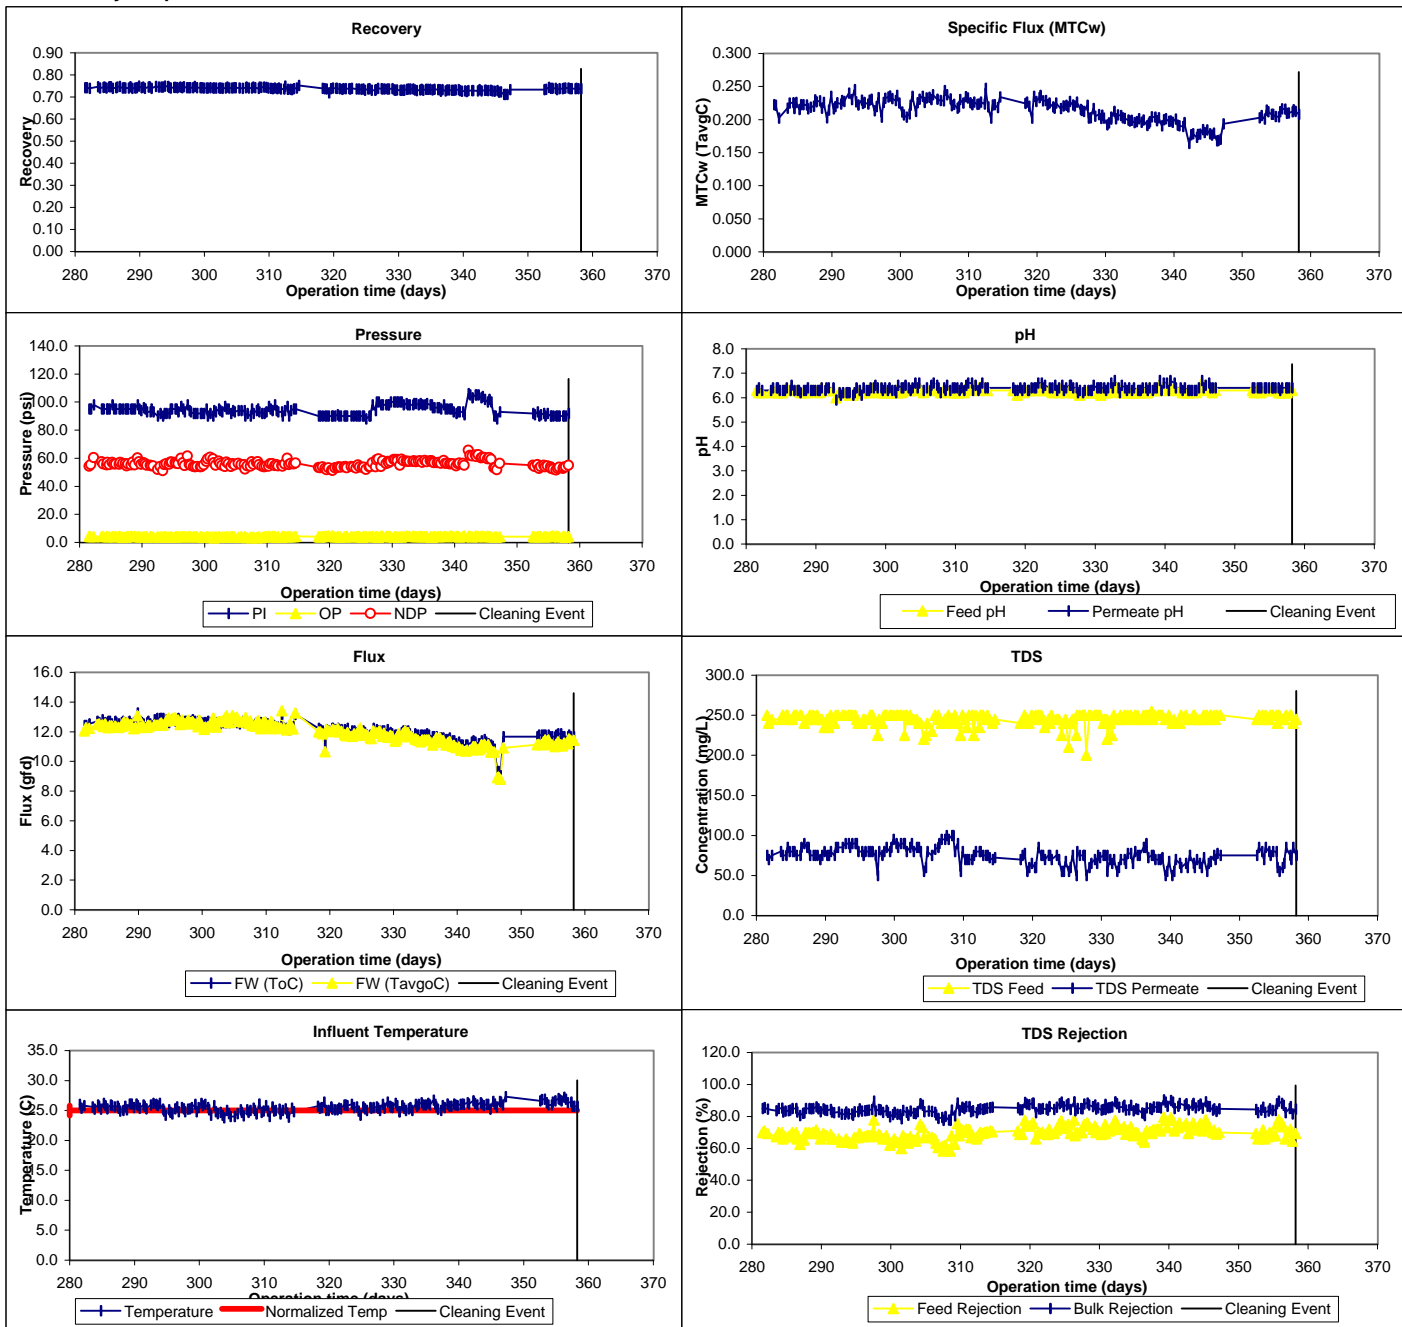 Recovery
0.90
0.80
0.70
0.60
0.50
0.40
0.30
0.20
0.10
0.00
Recovery
280 290 300 310 320 330 340 350 360 370
Operation time (days)
Specific Flux (MTCw)
0.300
0.250
0.200
0.150
0.100
0.050
0.000
MTCw (TavgC)
280 290 300 310 320 330 340 350 360 370
Operation time (days)
Pressure
140.0
120.0
100.0
80.0
60.0
40.0
20.0
0.0
Pressure (psi)
280 290 300 310 320 330 340 350 360 370
Operation time (days)
PI OP NDP Cleaning Event
pH
8.0
7.0
6.0
5.0
4.0
3.0
2.0
1.0
0.0
pH
280 290 300 310 320 330 340 350 360 370
Operation time (days)
Feed pH Permeate pH Cleaning Event
Flux
16.0
14.0
12.0
10.0
8.0
6.0
4.0
2.0
0.0
Flux (gfd)
280 290 300 310 320 330 340 350 360 370
Operation time (days)
FW (ToC) FW (TavgoC) Cleaning Event
TDS
300.0
250.0
200.0
150.0
100.0
50.0
0.0
Concentration (mg/L)
280 290 300 310 320 330 340 350 360 370
Operation time (days)
TDS Feed TDS Permeate Cleaning Event
Influent Temperature
35.0
30.0
25.0
20.0
15.0
10.0
5.0
0.0
Temperature (C)
280 290 300 310 320 330 340 350 360 370
Operation time (days)
Temperature Normalized Temp Cleaning Event
TDS Rejection
120.0
100.0
80.0
60.0
40.0
20.0
0.0
Rejection (%)
280 290 300 310 320 330 340 350 360 370
Operation time (days)
Feed Rejection Bulk Rejection Cleaning Event